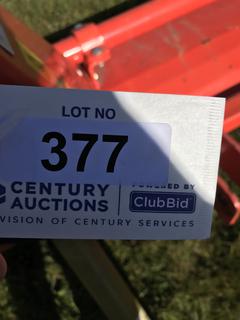 LOT NO
377
CENTURY
AUCTIONS
POWERED BY
ClubBid
VISION OF CENTURY SERVICES